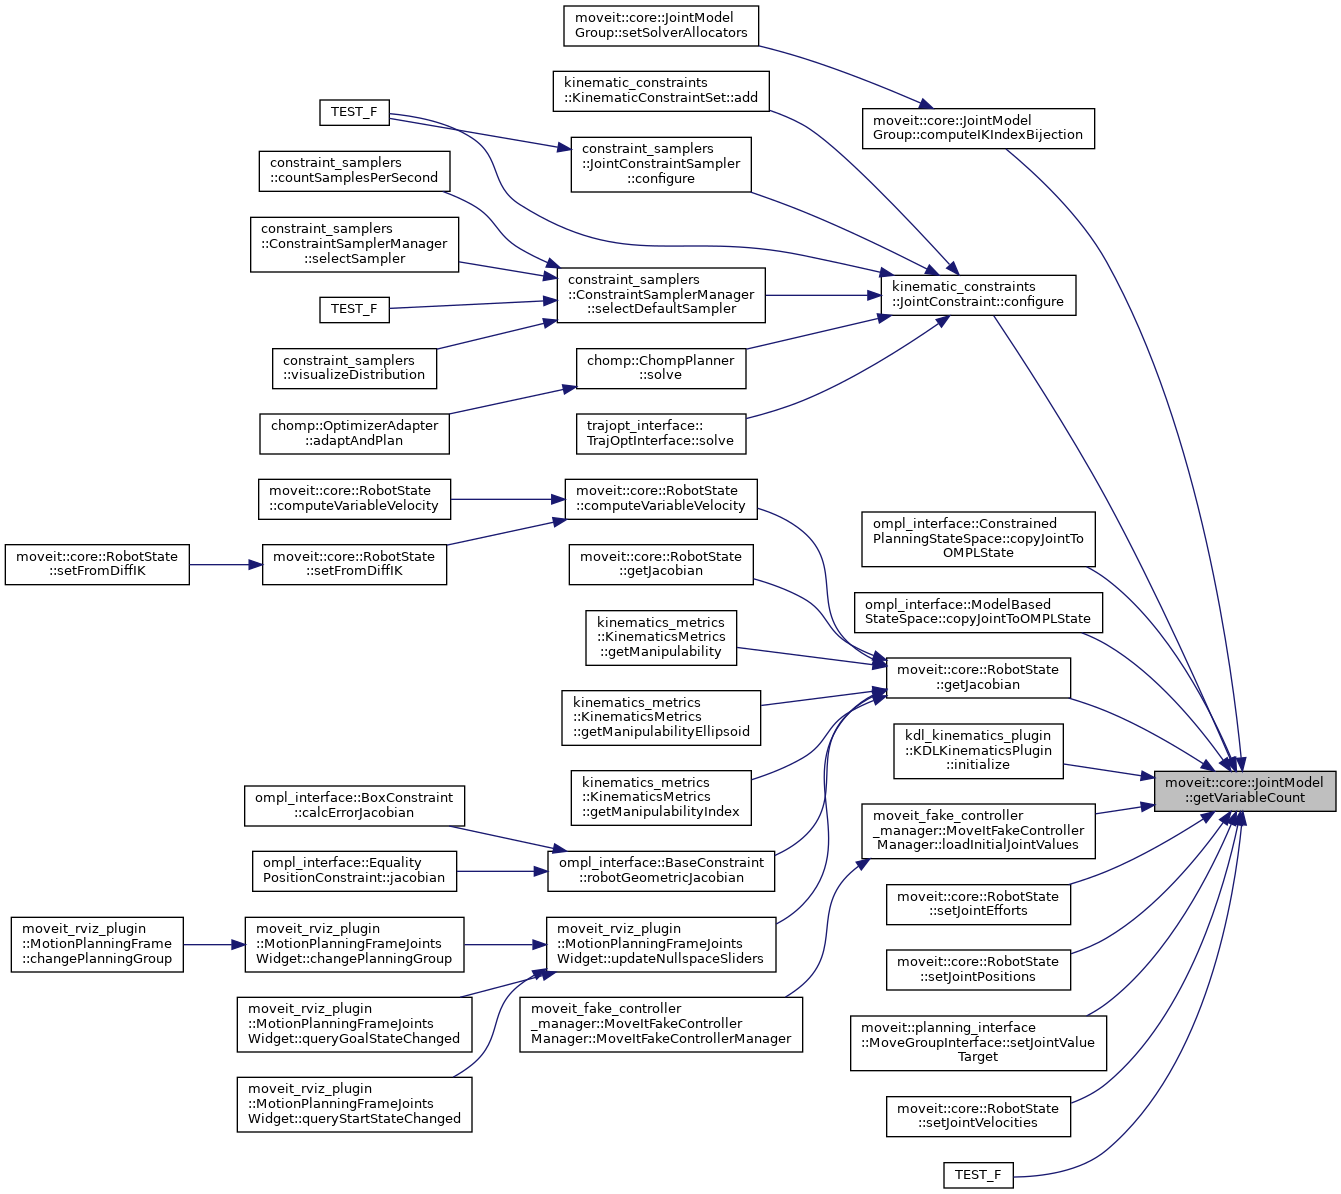 moveit::core::JointModel
Group::setSolverAllocators
kinematic_constraints
::KinematicConstraintSet::add
TEST_F
moveit::core::JointModel
Group::computeIKIndexBijection
constraint_samplers
::JointConstraintSampler
::configure
constraint_samplers
::countSamplesPerSecond
constraint_samplers
::ConstraintSamplerManager
::selectSampler
constraint_samplers
::ConstraintSamplerManager
::selectDefaultSampler
kinematic_constraints
::JointConstraint::configure
TEST_F
constraint_samplers
::visualizeDistribution
chomp::ChompPlanner
::solve
chomp::OptimizerAdapter
::adaptAndPlan
trajopt_interface::
TrajOptInterface::solve
moveit::core::RobotState
::computeVariableVelocity
moveit::core::RobotState
::computeVariableVelocity
ompl_interface::Constrained
PlanningStateSpace::copyJointTo
OMPLState
moveit::core::RobotState
::setFromDiffIK
moveit::core::RobotState
::setFromDiffIK
moveit::core::RobotState
::getJacobian
ompl_interface::ModelBased
StateSpace::copyJointToOMPLState
kinematics_metrics
::KinematicsMetrics
::getManipulability
moveit::core::RobotState
::getJacobian
kinematics_metrics
::KinematicsMetrics
::getManipulabilityEllipsoid
kdl_kinematics_plugin
::KDLKinematicsPlugin
::initialize
kinematics_metrics
::KinematicsMetrics
::getManipulabilityIndex
moveit::core::JointModel
::getVariableCount
ompl_interface::BoxConstraint
::calcErrorJacobian
moveit_fake_controller
_manager::MoveItFakeController
Manager::loadInitialJointValues
ompl_interface::Equality
PositionConstraint::jacobian
ompl_interface::BaseConstraint
::robotGeometricJacobian
moveit::core::RobotState
::setJointEfforts
moveit_rviz_plugin
::MotionPlanningFrame
::changePlanningGroup
moveit_rviz_plugin
::MotionPlanningFrameJoints
Widget::changePlanningGroup
moveit_rviz_plugin
::MotionPlanningFrameJoints
Widget::updateNullspaceSliders
moveit::core::RobotState
::setJointPositions
moveit_rviz_plugin
::MotionPlanningFrameJoints
Widget::queryGoalStateChanged
moveit_fake_controller
_manager::MoveItFakeController
Manager::MoveItFakeControllerManager
moveit::planning_interface
::MoveGroupInterface::setJointValue
Target
moveit_rviz_plugin
::MotionPlanningFrameJoints
Widget::queryStartStateChanged
moveit::core::RobotState
::setJointVelocities
TEST_F